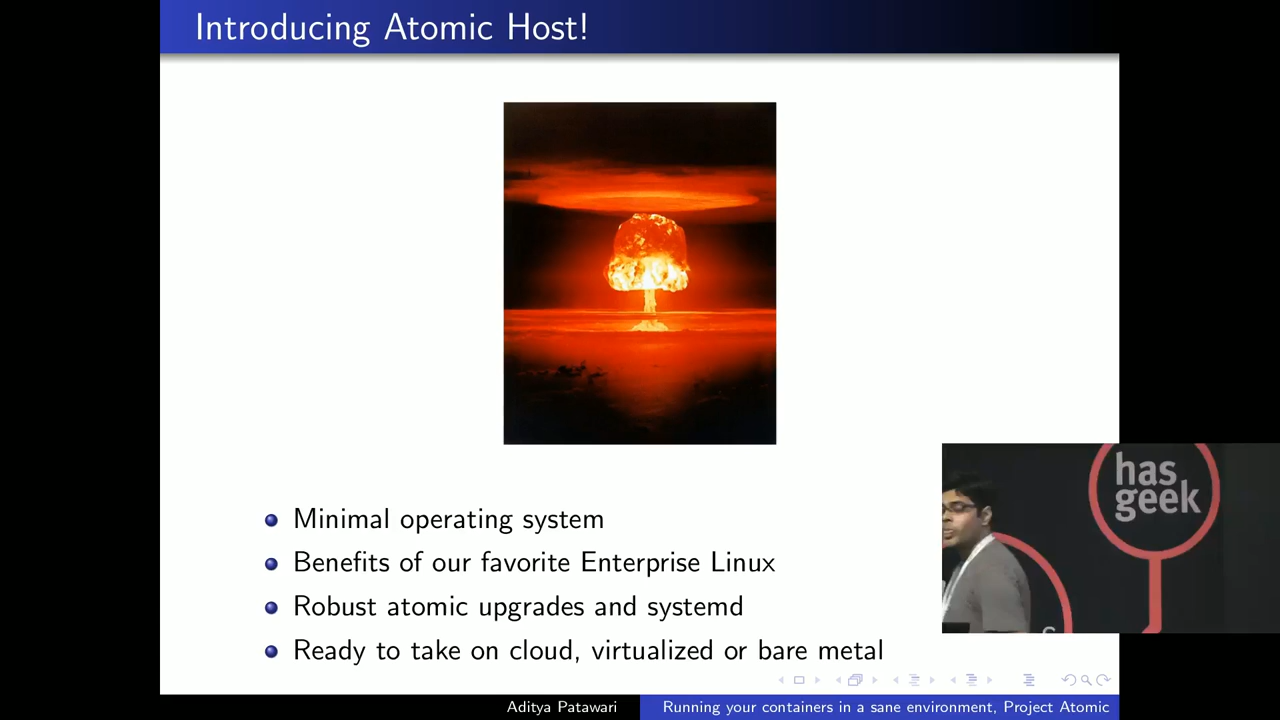 Introducing Atomic Host!
Minimal operating system
Benefits of our favorite Enterprise Linux
Robust atomic upgrades and systemd
Ready to take on cloud, virtualized or bare metal
has
geek
Aditya Patawari
Running your containers in a sane environment, Project Atomic